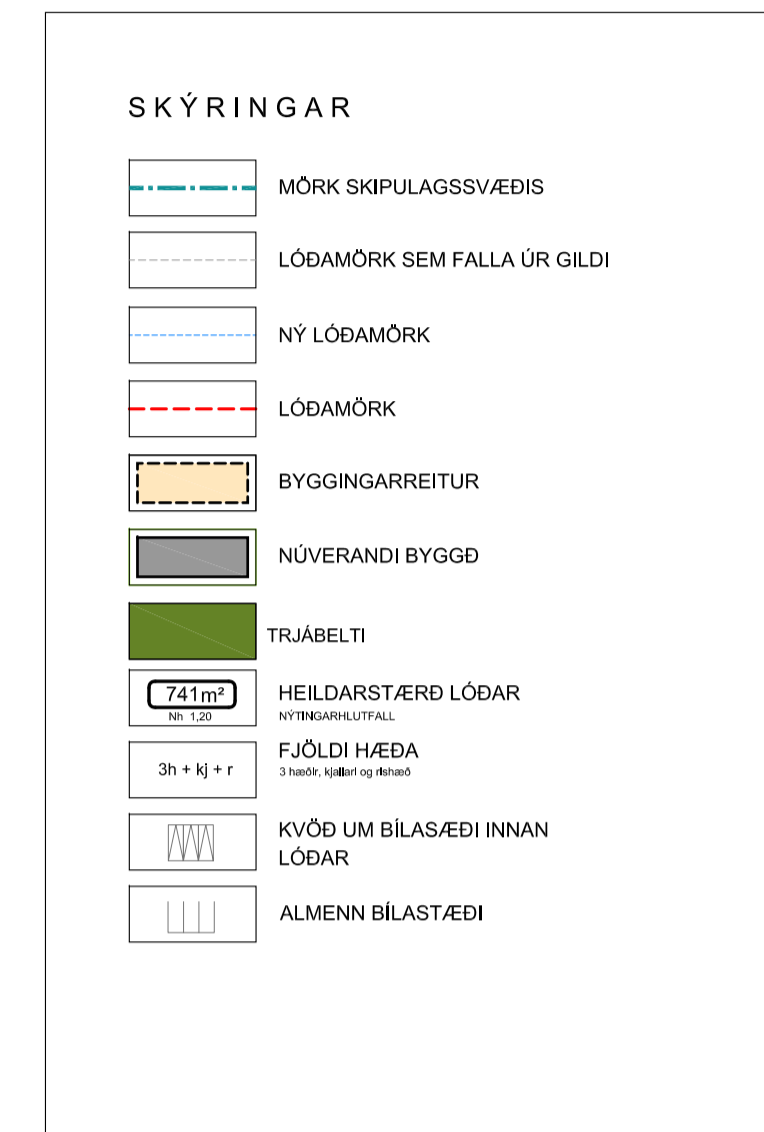 SKÝRINGAR
MÖRK SKIPULAGSSVÆÐIS
LÓÐAMÖRK SEM FALLA ÚR GILDI
NÝ LÓÐAMÖRK
LÓÐAMÖRK
BYGGINGARREITUR
NÚVERANDI BYGGÐ
TRJÁBELTI
741m²
Nh 1,20
HEILDARSTÆRÐ LÓÐAR
NÝTINGARHLUTFALL
3h + kj + r
FJÖLDI HÆÐA
3 hæðir, kjallari og rishæð
KVÖÐ UM BÍLASÆÐI INNAN
LÓÐAR
ALMENN BÍLASTÆÐI